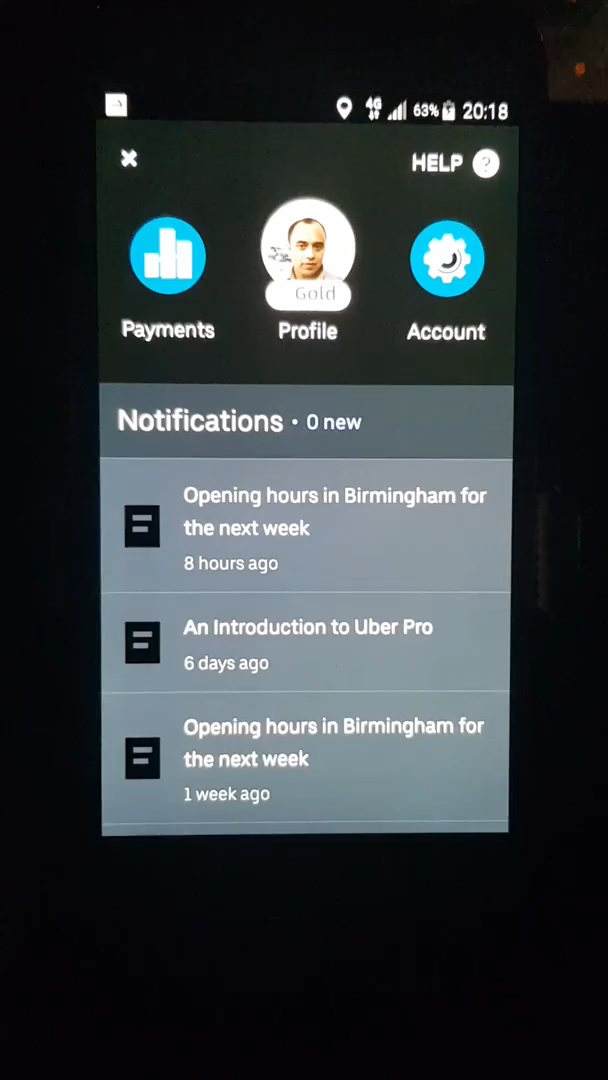 4G 63% 20:18
HELP ?
Gold
Payments Profile Account
Notifications • 0 new
Opening hours in Birmingham for
the next week
8 hours ago
An Introduction to Uber Pro
6 days ago
Opening hours in Birmingham for
the next week
1 week ago